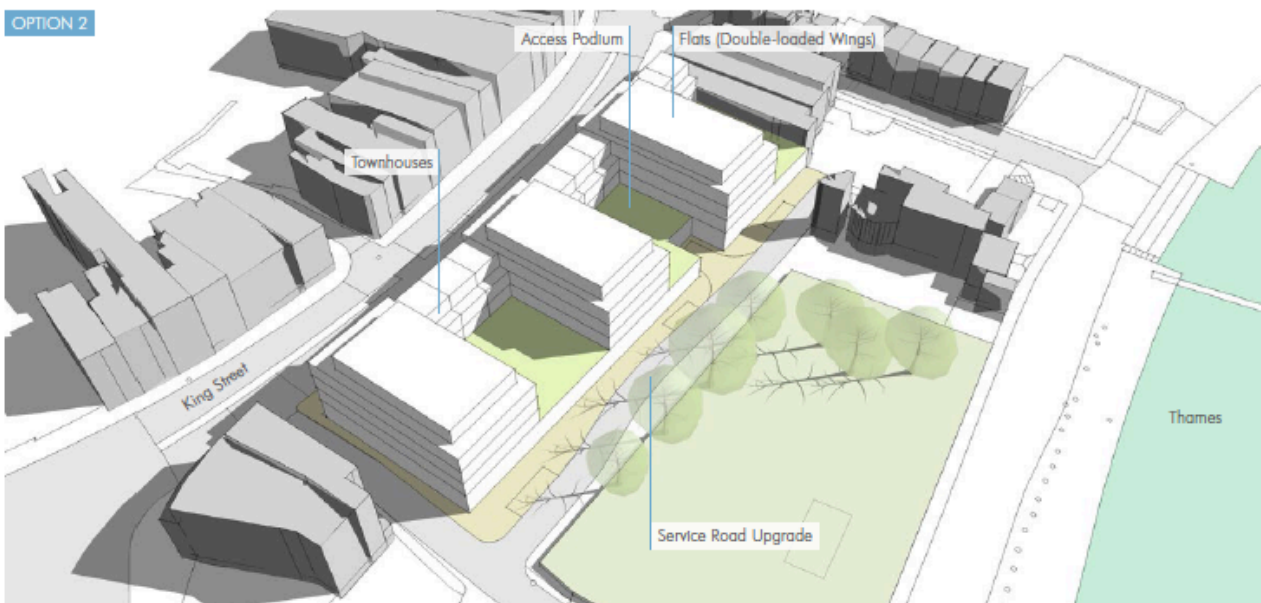 OPTION 2
Access Podium
Flats (Double-loaded Wings)
Townhouses
King Street
Thames
Service Road Upgrade